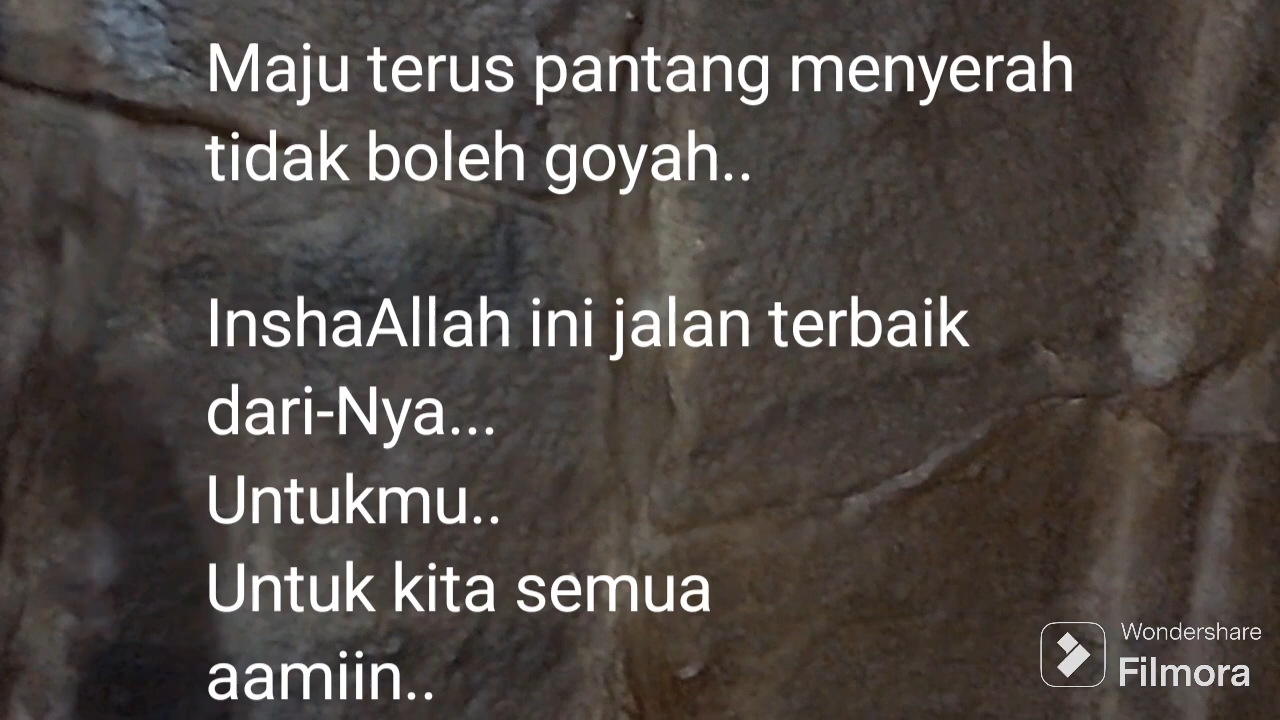 Maju terus pantang menyerah
tidak boleh goyah..
InshaAllah ini jalan terbaik
dari-Nya...
Untukmu..
Untuk kita semua
aamiin..
Wondershare
Filmora